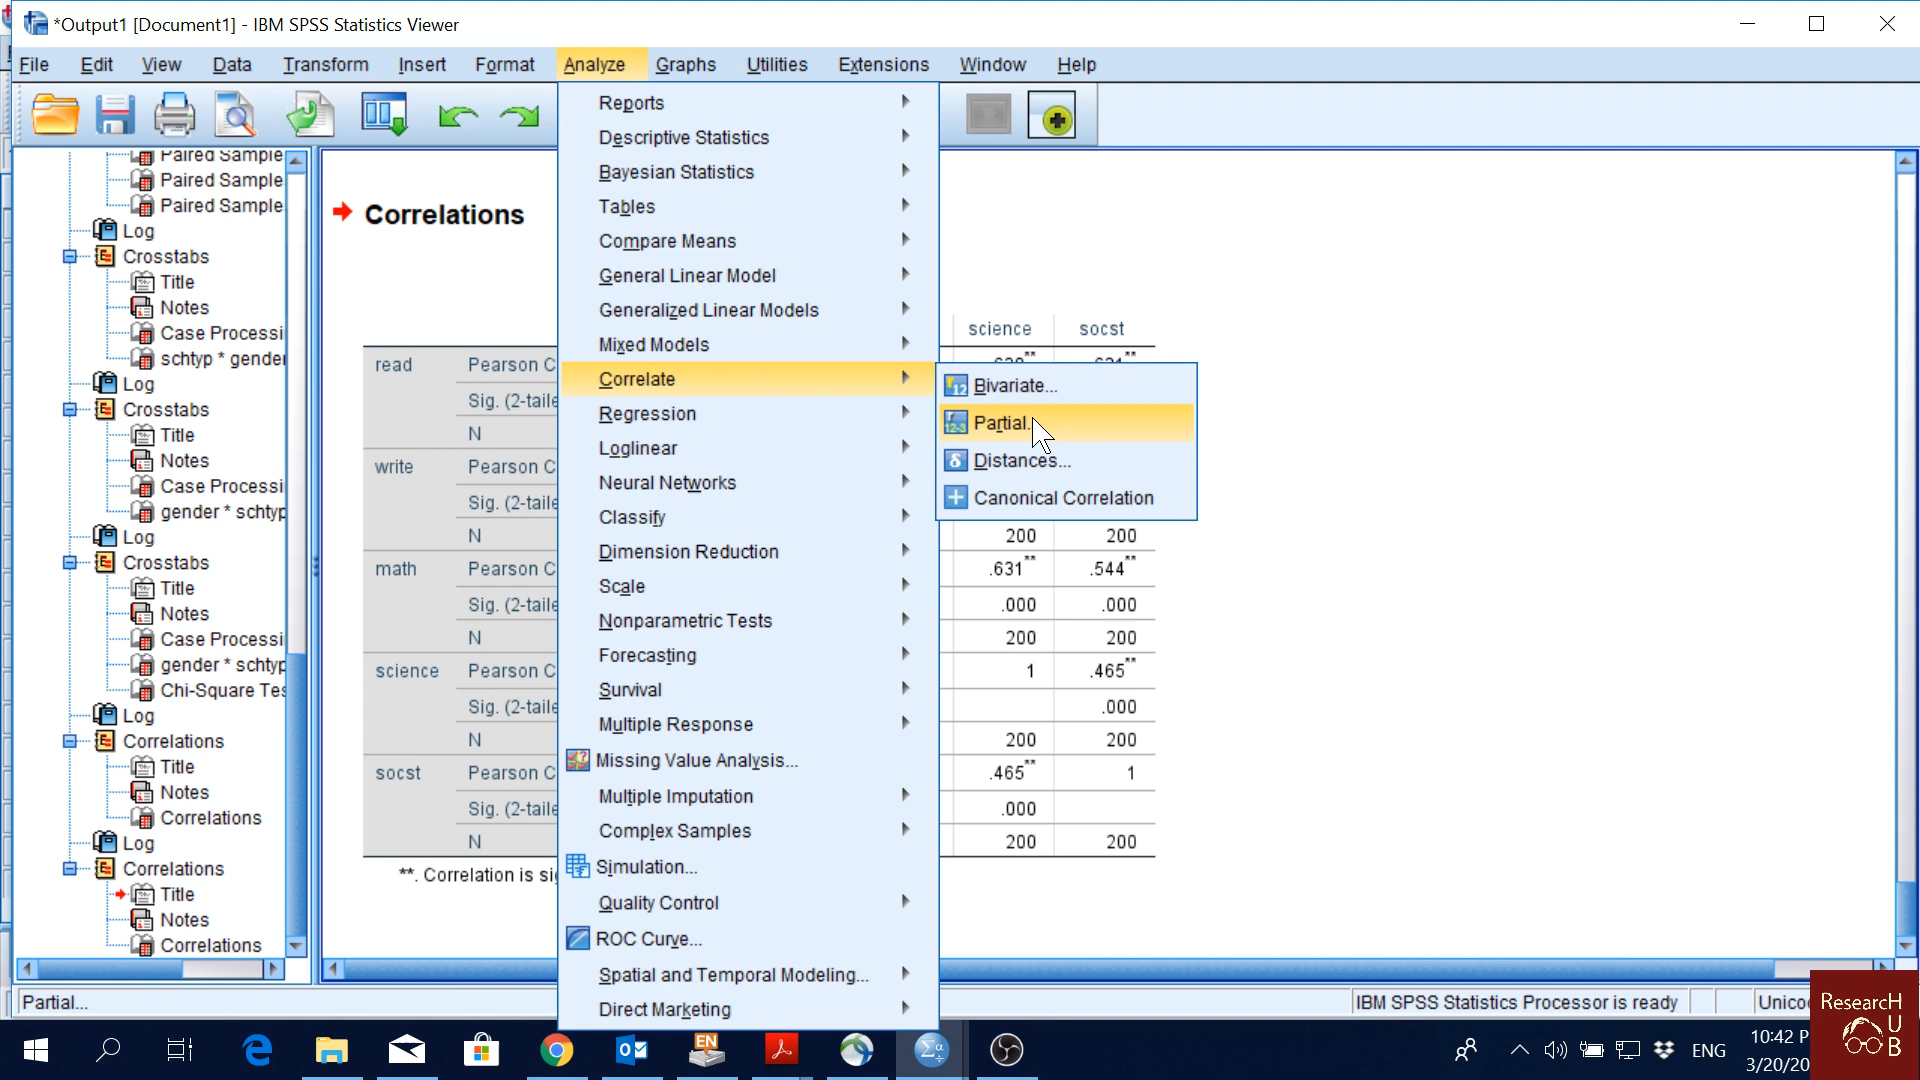 *Output1 [Document1] - IBM SPSS Statistics Viewer
File Edit View Data Transform Insert Format Analyze Graphs Utilities Extensions Window Help
Paired Sample
Paired Sample
Paired Sample
Log
Crosstabs
Title
Notes
Case Processi
schtyp * gender
Log
Crosstabs
Title
Notes
Case Processi
gender * schtyp
Log
Crosstabs
Title
Notes
Case Processi
gender * schtyp
Chi-Square Tes
Log
Correlations
Title
Notes
Correlations
Log
Correlations
Title
Notes
Correlations
Correlations
science socst
read Pearson C
Sig. (2-taile
N
write Pearson C
Sig. (2-taile
N 200 200
math Pearson C .631** .544**
Sig. (2-taile .000 .000
N 200 200
science Pearson C 1 .465**
Sig. (2-taile .000
N 200 200
socst Pearson C .465** 1
Sig. (2-taile .000
N 200 200
**. Correlation is si
Reports
Descriptive Statistics
Bayesian Statistics
Tables
Compare Means
General Linear Model
Generalized Linear Models
Mixed Models
Correlate
Regression
Loglinear
Neural Networks
Classify
Dimension Reduction
Scale
Nonparametric Tests
Forecasting
Survival
Multiple Response
Missing Value Analysis...
Multiple Imputation
Complex Samples
Simulation...
Quality Control
ROC Curve...
Spatial and Temporal Modeling...
Direct Marketing
Bivariate...
Partial.
Distances...
Canonical Correlation
Partial...
IBM SPSS Statistics Processor is ready
Unico
ResearcH
U
B
EN
ENG
10:42 P
3/20/20